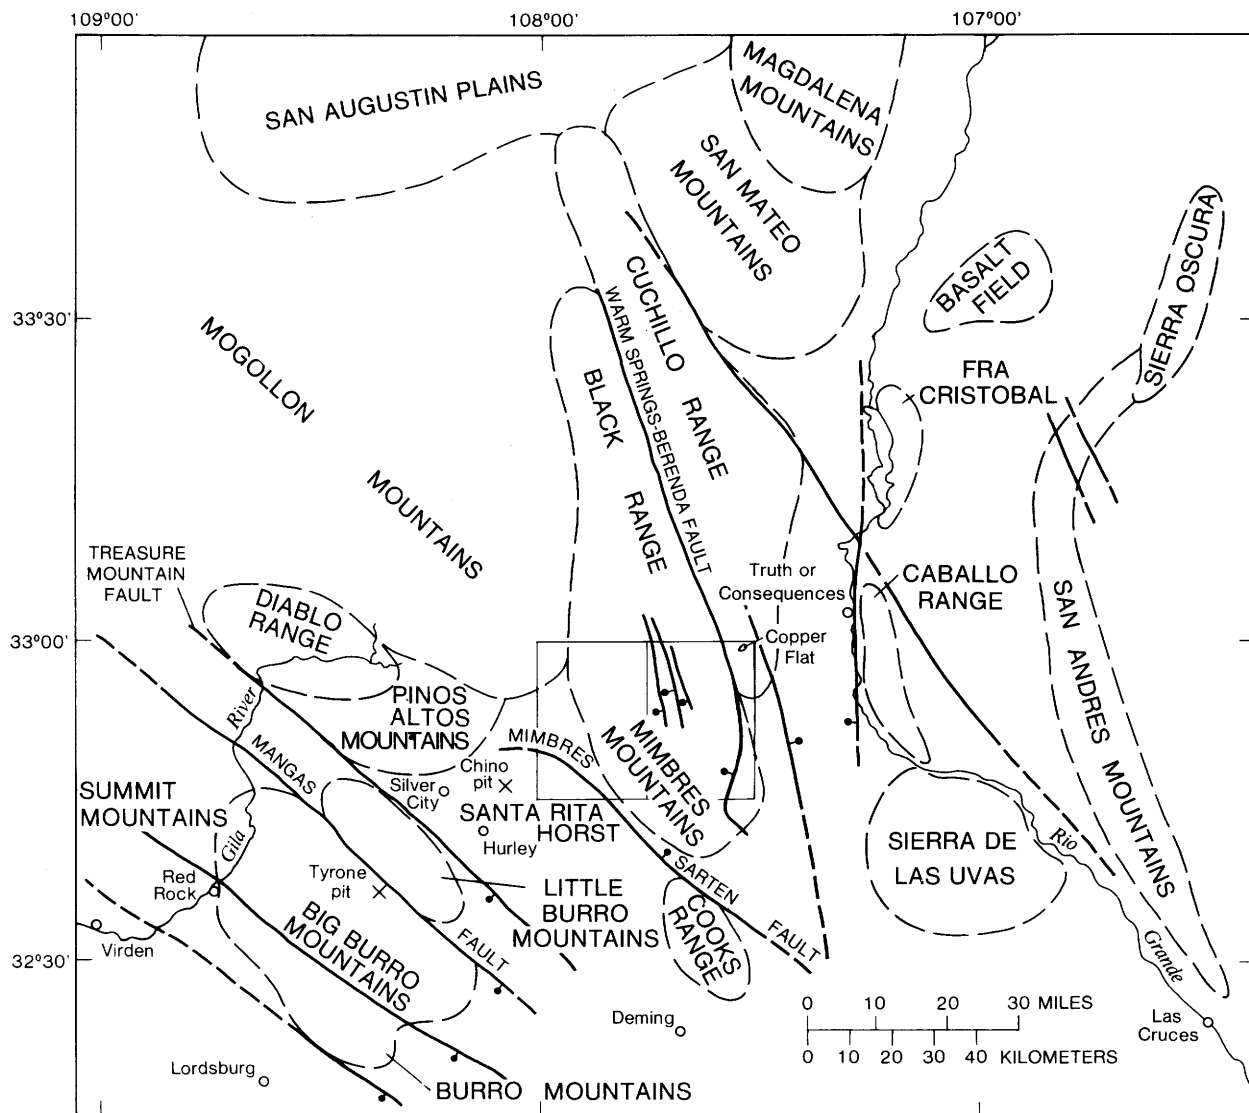 109°00'
108°00'
107°00'
SAN AUGUSTIN PLAINS
MAGDALENA
MOUNTAINS
SAN MATEO
MOUNTAINS
SIERRA OSCURA
BASALT
FIELD
33°30'
CUCHILLO RANGE
WARM SPRINGS-BERENDA FAULT
MOGOLLON
MOUNTAINS
BLACK
RANGE
FRA
CRISTOBAL
TREASURE
MOUNTAIN
FAULT
DIABLO
RANGE
Truth or
Consequences
CABALLO
RANGE
SAN ANDRES MOUNTAINS
33°00'
Copper
Flat
PINOS
ALTOS
MOUNTAINS
River
MANGAS
MIMBRES
MIMBRES
MOUNTAINS
Chino
pit
Silver
City
SUMMIT
MOUNTAINS
SANTA RITA
HORST
Hurley
Gila
Rio
SIERRA DE
LAS UVAS
Red
Rock
Tyrone
pit
SARTEN
FAULT
LITTLE
BURRO
MOUNTAINS
BIG BURRO
MOUNTAINS
FAULT
COOKS
RANGE
Virden
32°30'
Grande
0 10 20 30 MILES
0 10 20 30 40 KILOMETERS
Deming
Las
Cruces
Lordsburg
BURRO MOUNTAINS